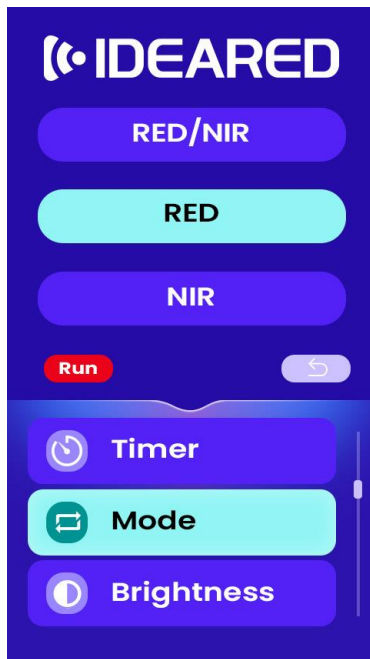 IDEARED
RED/NIR
RED
NIR
Run
Timer
Mode
Brightness